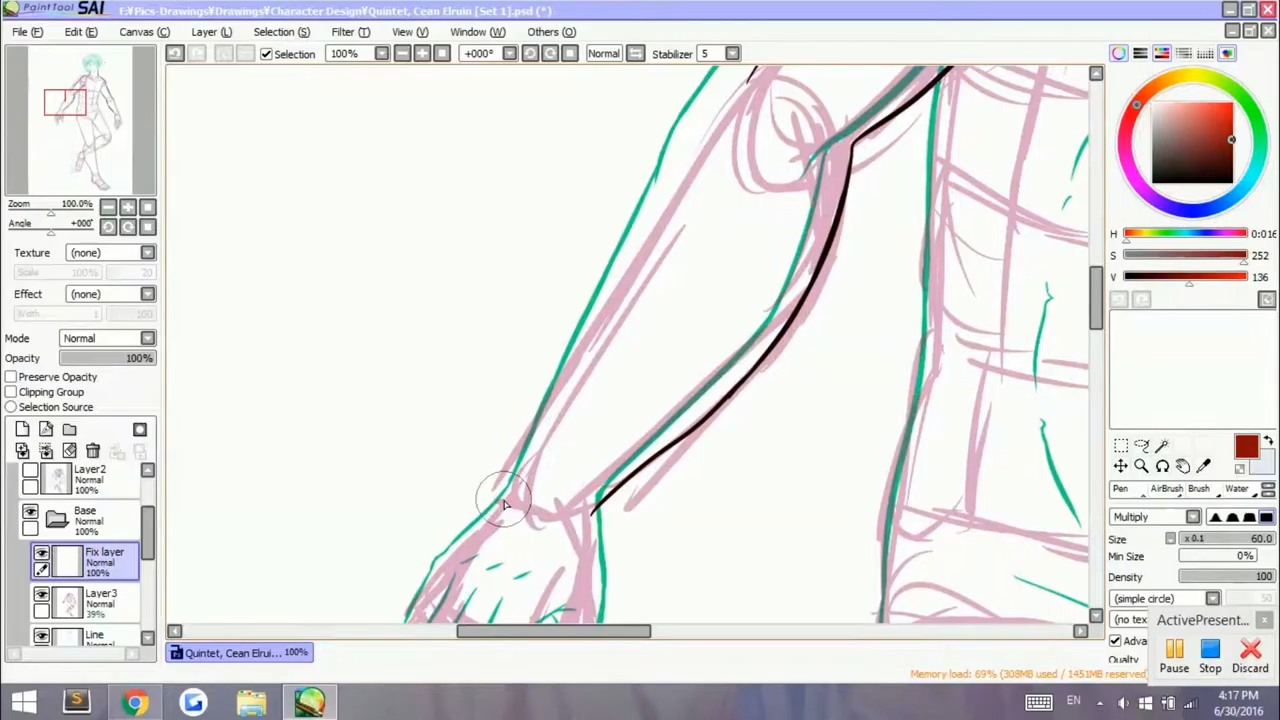 PaintTool SAI F:¥Pics-Drawings¥Drawings¥Character Design¥Quintet, Cean Elruin [Set 1].psd (*)
File (F) Edit (E) Canvas (C) Layer (L) Selection (S) Filter (T) View (V) Window (W) Others (O)
Selection 100% +000° Normal Stabilizer 5
Zoom 100.0%
Angle +000°
Texture (none)
Scale 100% 20
Effect (none)
Width 1 100
Mode Normal
Opacity 100%
Preserve Opacity
Clipping Group
Selection Source
Layer2
Normal
100%
Base
Normal
100%
Fix layer
Normal
100%
Layer3
Normal
39%
Line
Normal
H 0:016
S 252
V 136
Pen AirBrush Brush Water
Multiply
Size x 0.1 60.0
Min Size 0%
Density 100
(simple circle) 50
(no tex
Adva
Quality
ActivePresent...
Pause Stop Discard
Quintet, Cean Elrui... 100%
Memory load: 69% (308MB used / 1451MB reserved)
S
EN
4:17 PM
6/30/2016